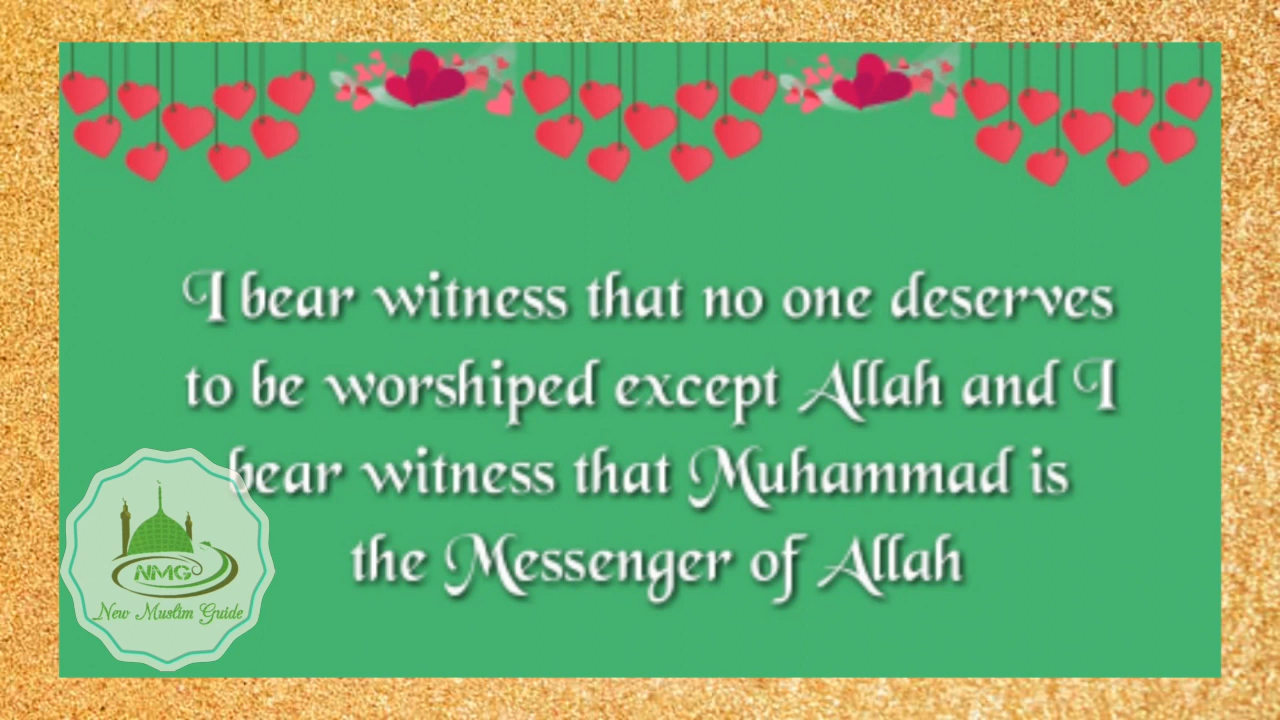 I bear witness that no one deserves
to be worshiped except Allah and I
bear witness that Muhammad is
the Messenger of Allah
NMG
New Muslim Guide